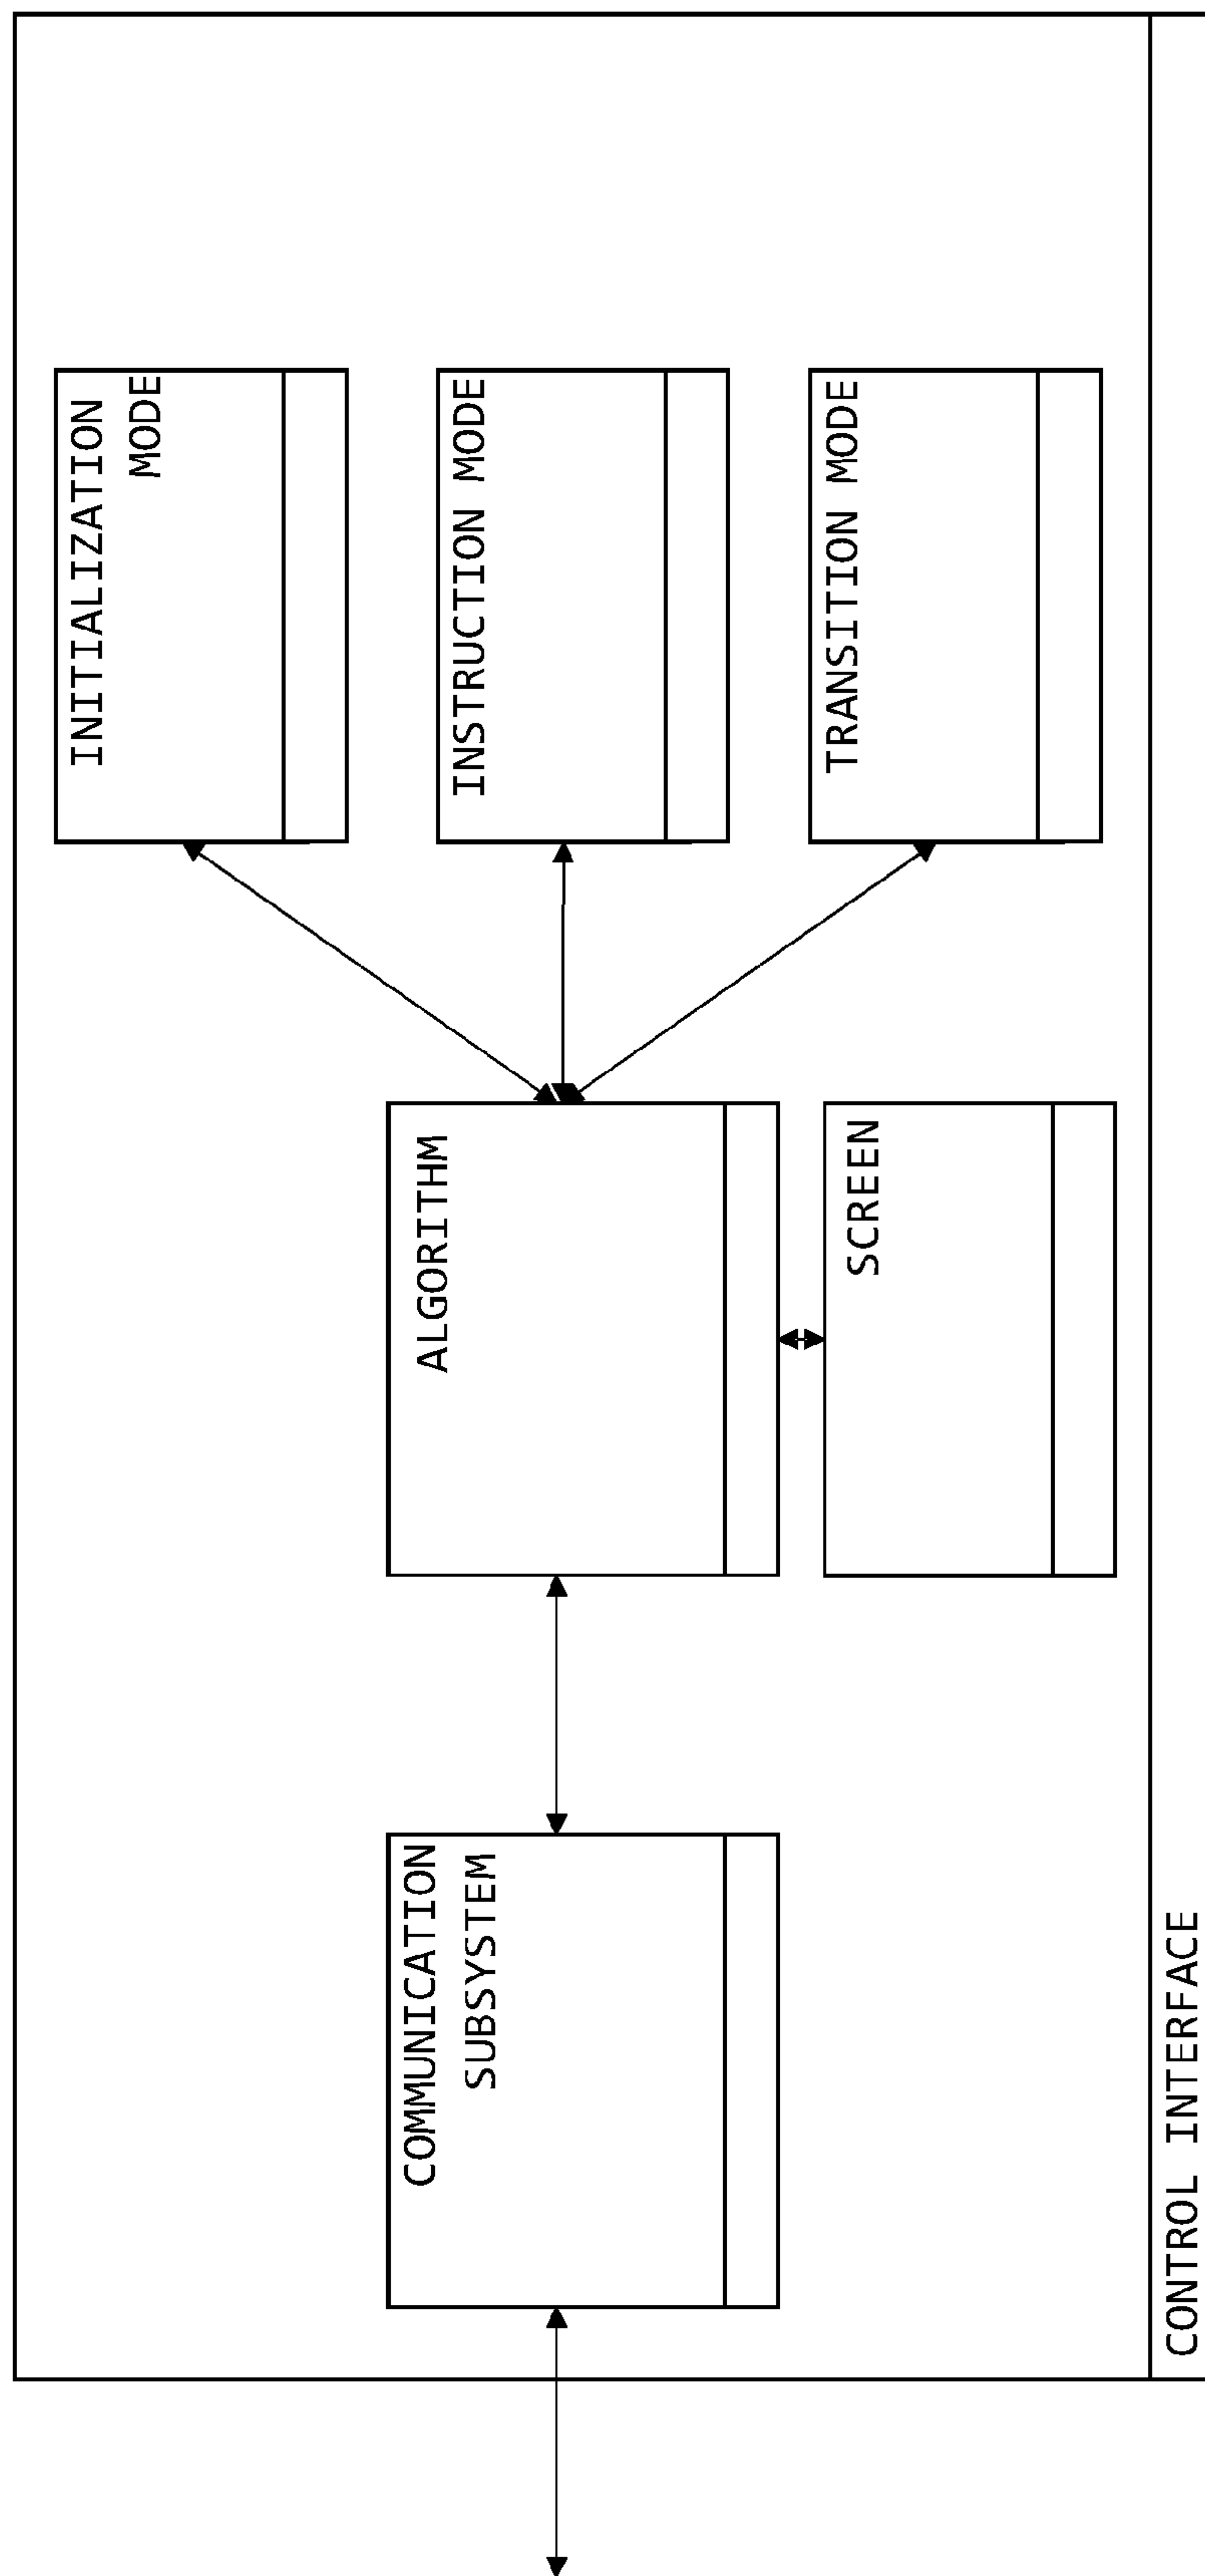 INITIALIZATION
MODE
INSTRUCTION MODE
TRANSITION MODE
ALGORITHM
SCREEN
COMMUNICATION
SUBSYSTEM
CONTROL INTERFACE